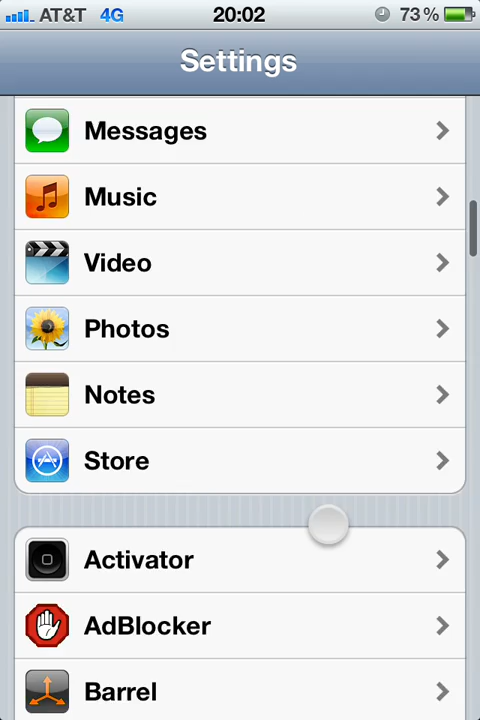 AT&T 4G 20:02 73%
Settings
Messages
Music
Video
Photos
Notes
Store
Activator
AdBlocker
Barrel